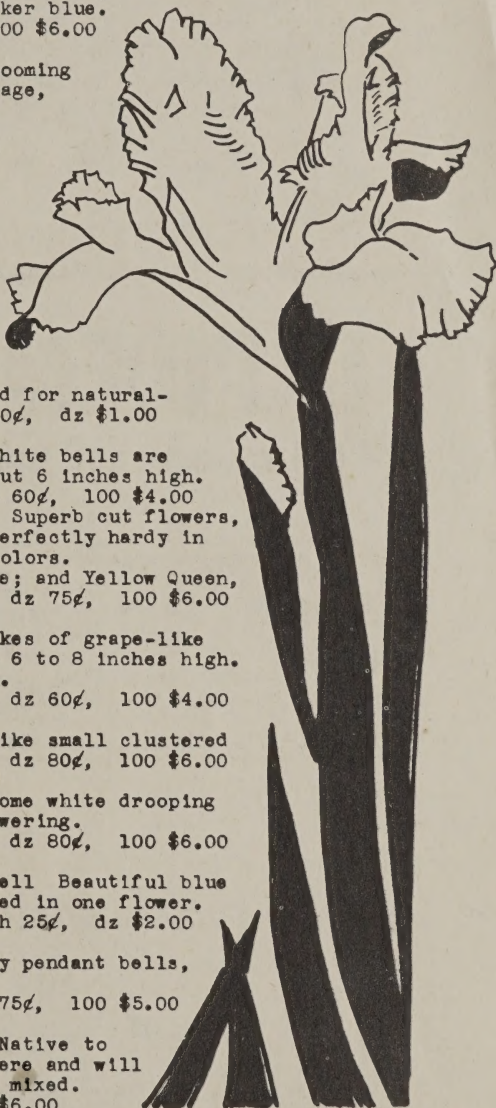 ker blue.
00 $6.00
ooming
age,
d for natural-
0¢, dz $1.00
hite bells are
ut 6 inches high.
60¢, 100 $4.00
Superb cut flowers,
erfectly hardy in
olors.
e; and Yellow Queen,
dz 75¢, 100 $6.00
kes of grape-like
6 to 8 inches high.
.
dz 60¢, 100 $4.00
ike small clustered
dz 80¢, 100 $6.00
ome white drooping
wering.
dz 80¢, 100 $6.00
ell Beautiful blue
ed in one flower.
h 25¢, dz $2.00
y pendant bells,
75¢, 100 $5.00
Native to
ere and will
mixed.
$6.00